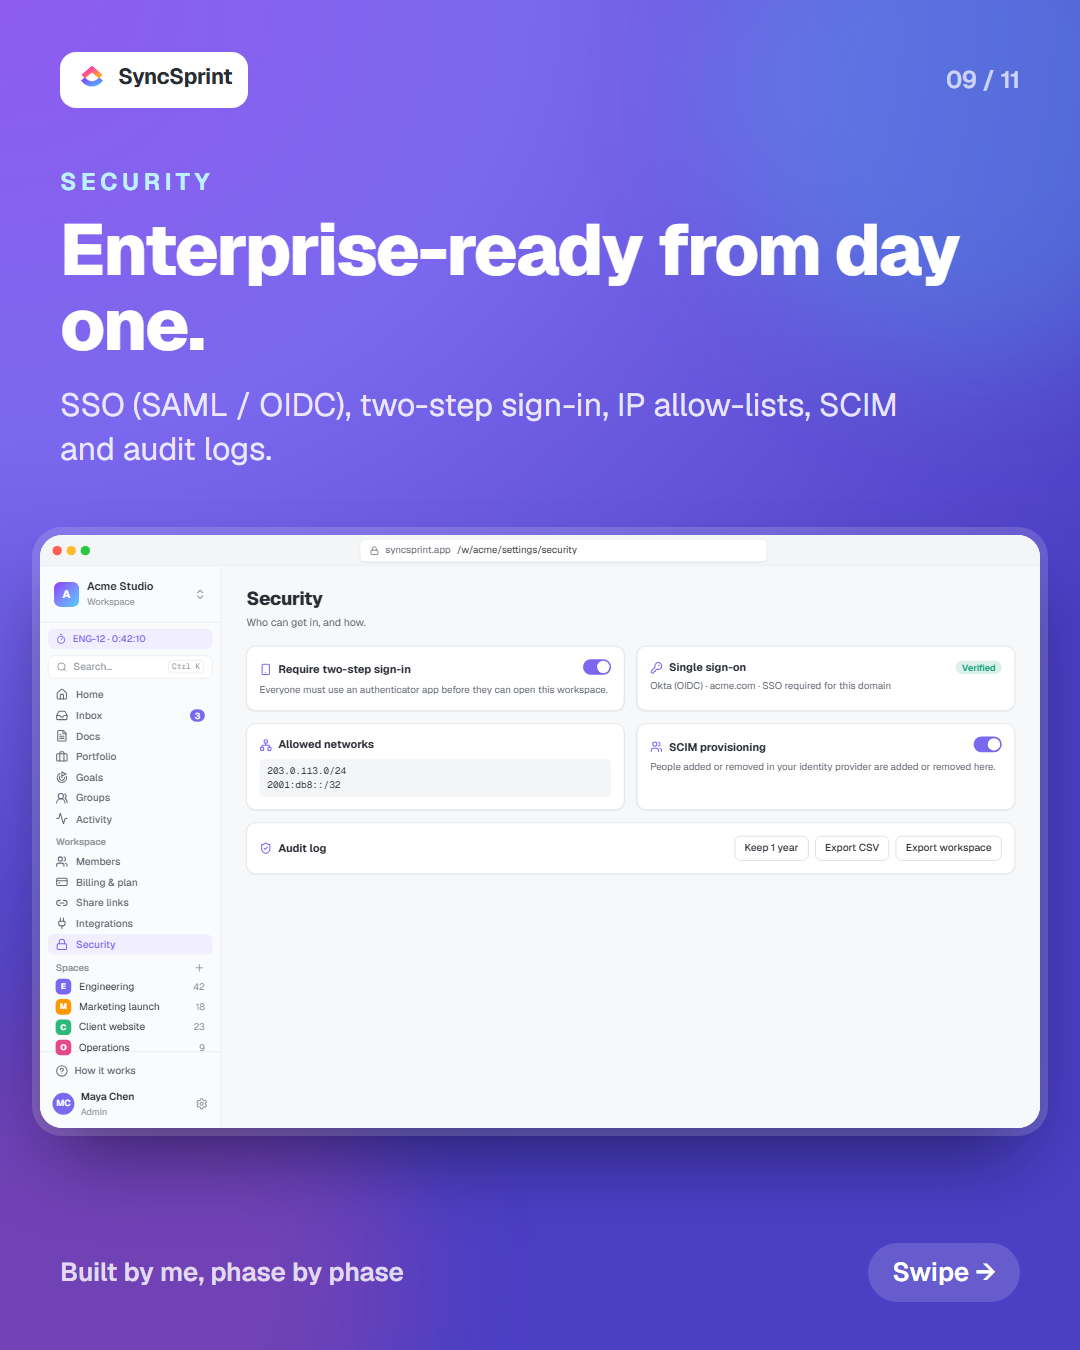 SyncSprint
09 / 11
SECURITY
Enterprise-ready from day
one.
SSO (SAML / OIDC), two-step sign-in, IP allow-lists, SCIM
and audit logs.
syncsprint.app /w/acme/settings/security
A
Acme Studio
Workspace
ENG-12 · 0:42:10
Search... Ctrl K
Home
Inbox 3
Docs
Portfolio
Goals
Groups
Activity
Workspace
Members
Billing & plan
Share links
Integrations
Security
Spaces +
E Engineering 42
M Marketing launch 18
C Client website 23
O Operations 9
How it works
MC
Maya Chen
Admin
Security
Who can get in, and how.
Require two-step sign-in
Everyone must use an authenticator app before they can open this workspace.
Single sign-on Verified
Okta (OIDC) · acme.com · SSO required for this domain
Allowed networks
203.0.113.0/24
2001:db8::/32
SCIM provisioning
People added or removed in your identity provider are added or removed here.
Audit log Keep 1 year Export CSV Export workspace
Built by me, phase by phase
Swipe →